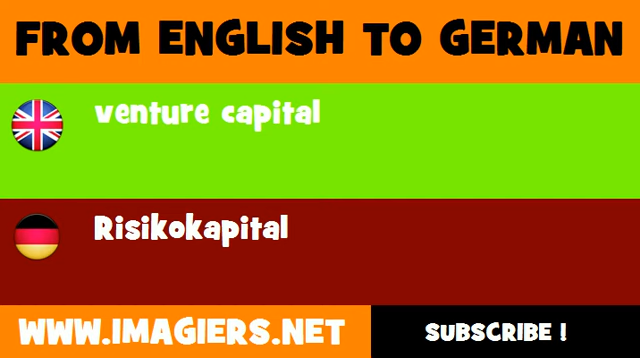 FROM ENGLISH TO GERMAN
venture capital
Risikokapital
WWW.IMAGIERS.NET
SUBSCRIBE !